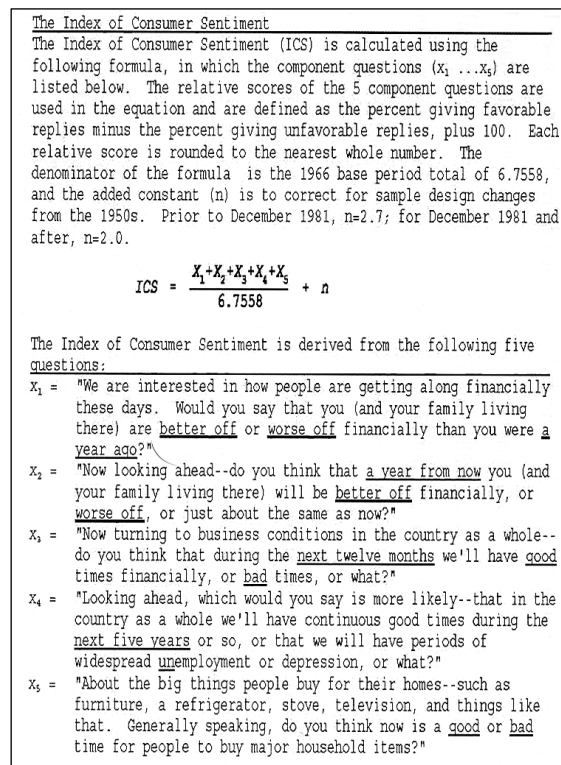 The Index of Consumer Sentiment
The Index of Consumer Sentiment (ICS) is calculated using the
following formula, in which the component questions (x₁ ...x₅) are
listed below. The relative scores of the 5 component questions are
used in the equation and are defined as the percent giving favorable
replies minus the percent giving unfavorable replies, plus 100. Each
relative score is rounded to the nearest whole number. The
denominator of the formula is the 1966 base period total of 6.7558,
and the added constant (n) is to correct for sample design changes
from the 1950s. Prior to December 1981, n=2.7; for December 1981 and
after, n=2.0.
X₁+X₂+X₃+X₄+X₅
ICS = + n
6.7558
The Index of Consumer Sentiment is derived from the following five
questions:
X₁ = "We are interested in how people are getting along financially
these days. Would you say that you (and your family living
there) are better off or worse off financially than you were a
year ago?"
X₂ = "Now looking ahead--do you think that a year from now you (and
your family living there) will be better off financially, or
worse off, or just about the same as now?"
X₃ = "Now turning to business conditions in the country as a whole--
do you think that during the next twelve months we'll have good
times financially, or bad times, or what?"
X₄ = "Looking ahead, which would you say is more likely--that in the
country as a whole we'll have continuous good times during the
next five years or so, or that we will have periods of
widespread unemployment or depression, or what?"
X₅ = "About the big things people buy for their homes--such as
furniture, a refrigerator, stove, television, and things like
that. Generally speaking, do you think now is a good or bad
time for people to buy major household items?"